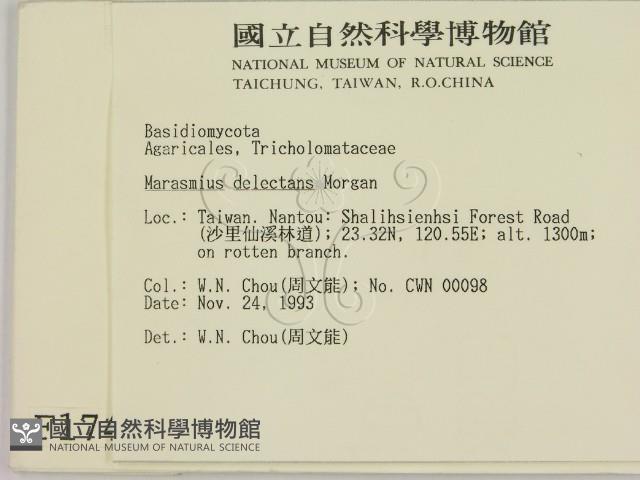 國立自然科學博物館
NATIONAL MUSEUM OF NATURAL SCIENCE
TAICHUNG, TAIWAN, R.O.CHINA
Basidiomycota
Agaricales, Tricholomataceae
Marasmius delectans Morgan
Loc.: Taiwan. Nantou: Shalihsienhsi Forest Road
(沙里仙溪林道); 23.32N, 120.55E; alt. 1300m;
on rotten branch.
Col.: W.N. Chou(周文能); No. CWN 00098
Date: Nov. 24, 1993
Det.: W.N. Chou(周文能)
國立自然科學博物館
NATIONAL MUSEUM OF NATURAL SCIENCE